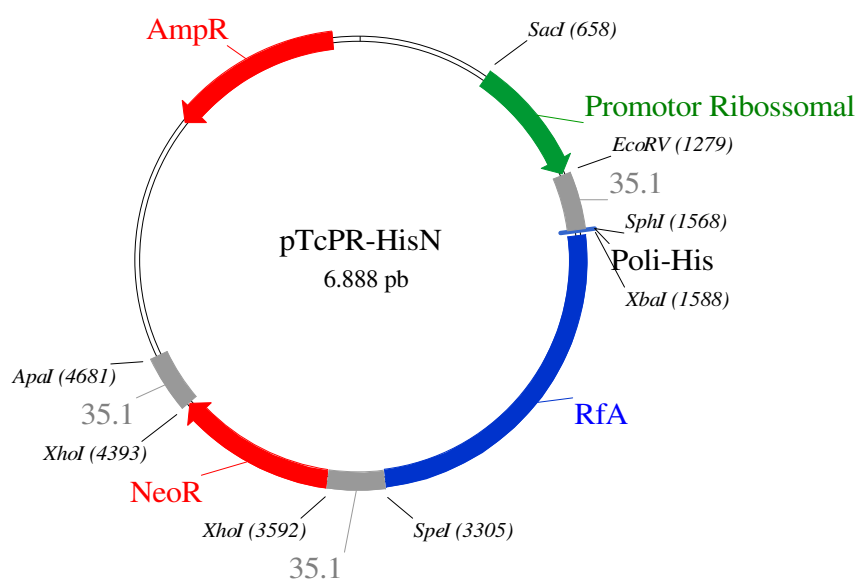 AmpR
SacI (658)
Promotor Ribossomal
EcoRV (1279)
35.1
SphI (1568)
Poli-His
XbaI (1588)
pTcPR-HisN
6.888 pb
RfA
ApaI (4681)
35.1
XhoI (4393)
NeoR
XhoI (3592)
SpeI (3305)
35.1